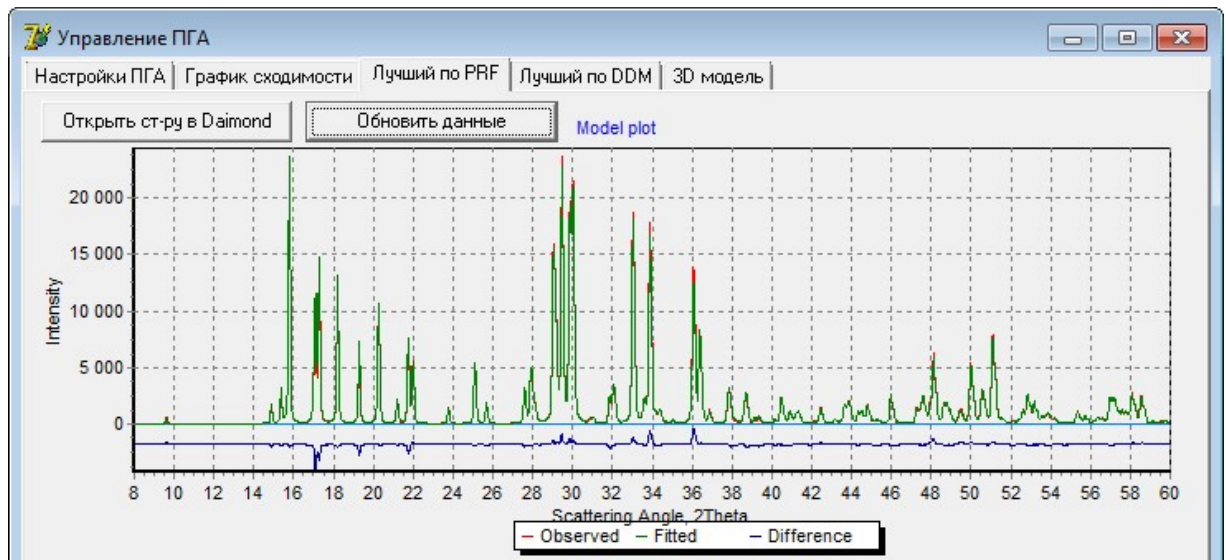 Управление ПГА
Настройки ПГА График сходимости Лучший по PRF Лучший по DDM 3D модель
Открыть ст-ру в Daimond Обновить данные Model plot
20 000
15 000
10 000
5 000
0
Intensity
8 10 12 14 16 18 20 22 24 26 28 30 32 34 36 38 40 42 44 46 48 50 52 54 56 58 60
Scattering Angle, 2Theta
Observed Fitted Difference